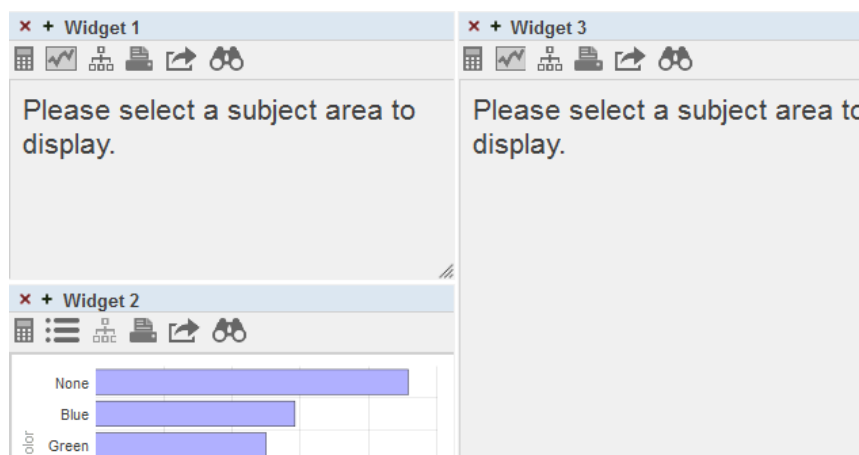 Widget 1
Please select a subject area to
display.
Widget 2
None
Blue
Green
Widget 3
Please select a subject area to
display.